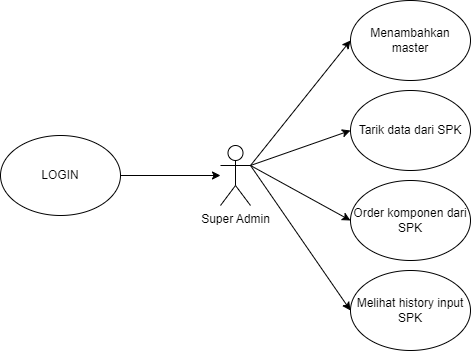 Menambahkan
master
Tarik data dari SPK
LOGIN
Super Admin
Order komponen dari
SPK
Melihat history input
SPK